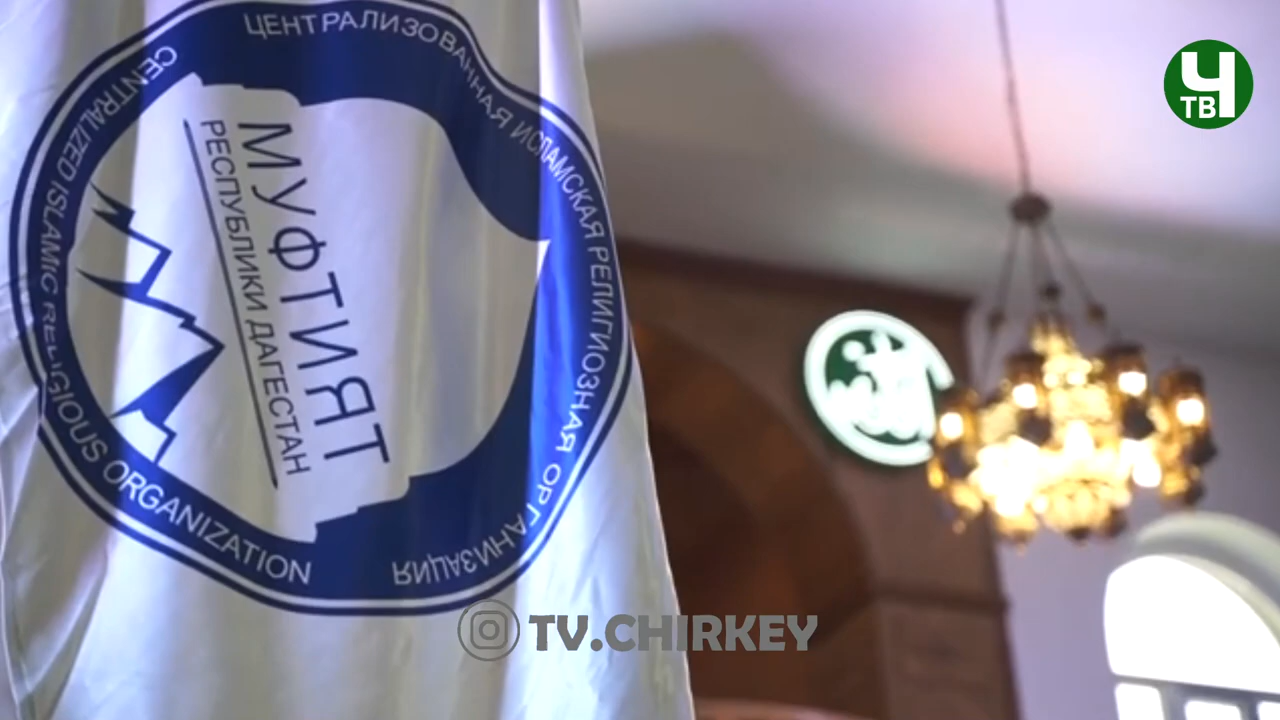 ЦЕНТРАЛИЗОВАННАЯ ИСЛАМСКАЯ РЕЛИГИОЗНАЯ ОРГАНИЗАЦИЯ
CENTRALIZED ISLAMIC RELIGIOUS ORGANIZATION
МУФТИЯТ
РЕСПУБЛИКИ ДАГЕСТАН
Ч
ТВ
TV.CHIRKEY